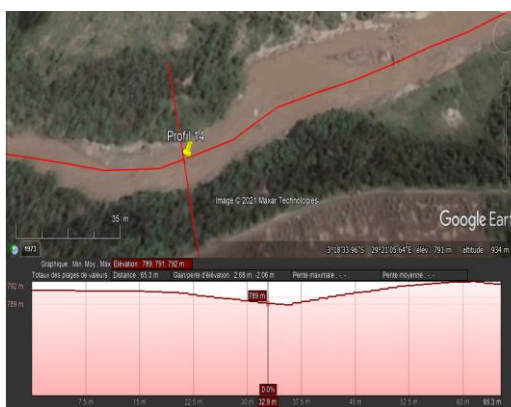 Profil 14
Image © 2021 Maxar Technologies
35 m
Google Eart
1973
3°18'33.96"S 29°21'05.64"E élév. 791 m altitude 934 m
Graphique : Min, Moy, Max Élévation : 789, 791, 792 m
Totaux des plages de valeurs Distance : 65.3 m Gain/perte d'élévation : 2.68 m, -2.06 m Pente maximale : -, - Pente moyenne : -, -
792 m
789 m
789 m
0.0%
7.5 m 15 m 22.5 m 30 m 32.9 m 37.5 m 45 m 52.5 m 60 m 65.3 m